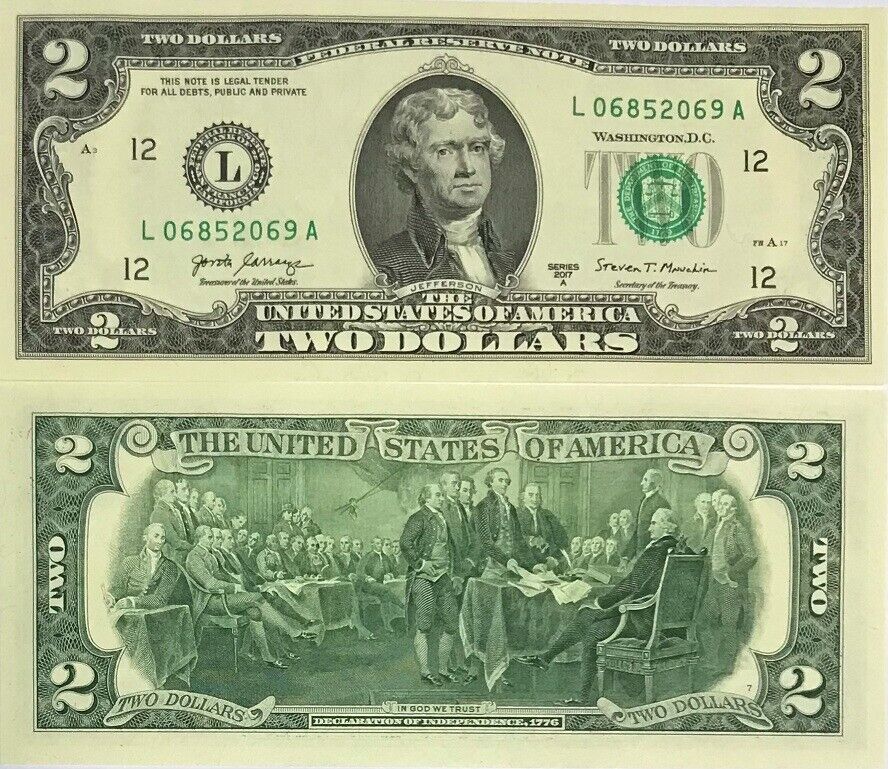 2 TWO DOLLARS FEDERAL RESERVE NOTE TWO DOLLARS 2
THIS NOTE IS LEGAL TENDER
FOR ALL DEBTS, PUBLIC AND PRIVATE
L 06852069 A
WASHINGTON, D.C.
A3 12
L
TWO
12
L 06852069 A
FW A 17
12
Treasurer of the United States.
SERIES
2017
A
Steven T. Mnuchin
Secretary of the Treasury.
12
JEFFERSON
THE
UNITED STATES OF AMERICA
TWO DOLLARS
2
TWO DOLLARS
2
TWO DOLLARS
2 THE UNITED STATES OF AMERICA 2
TWO
TWO
2 TWO DOLLARS
IN GOD WE TRUST
TWO DOLLARS 2
7
DECLARATION OF INDEPENDENCE, 1776